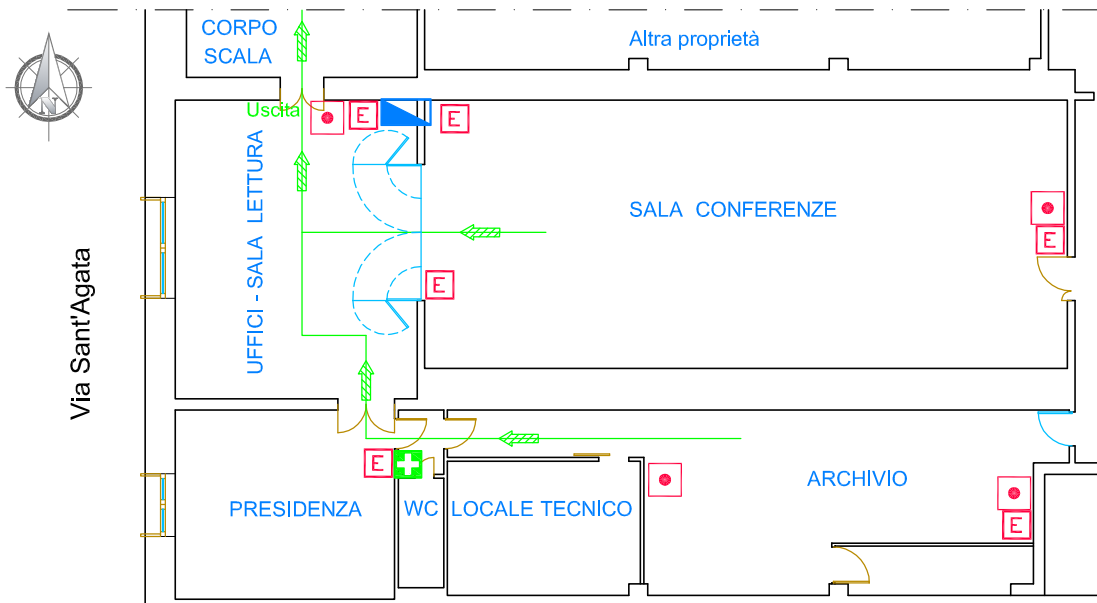 CORPO
SCALA
Altra proprietà
N
Uscita
E
E
UFFICI - SALA LETTURA
SALA CONFERENZE
E
E
Via Sant'Agata
E
PRESIDENZA
WC
LOCALE TECNICO
ARCHIVIO
E